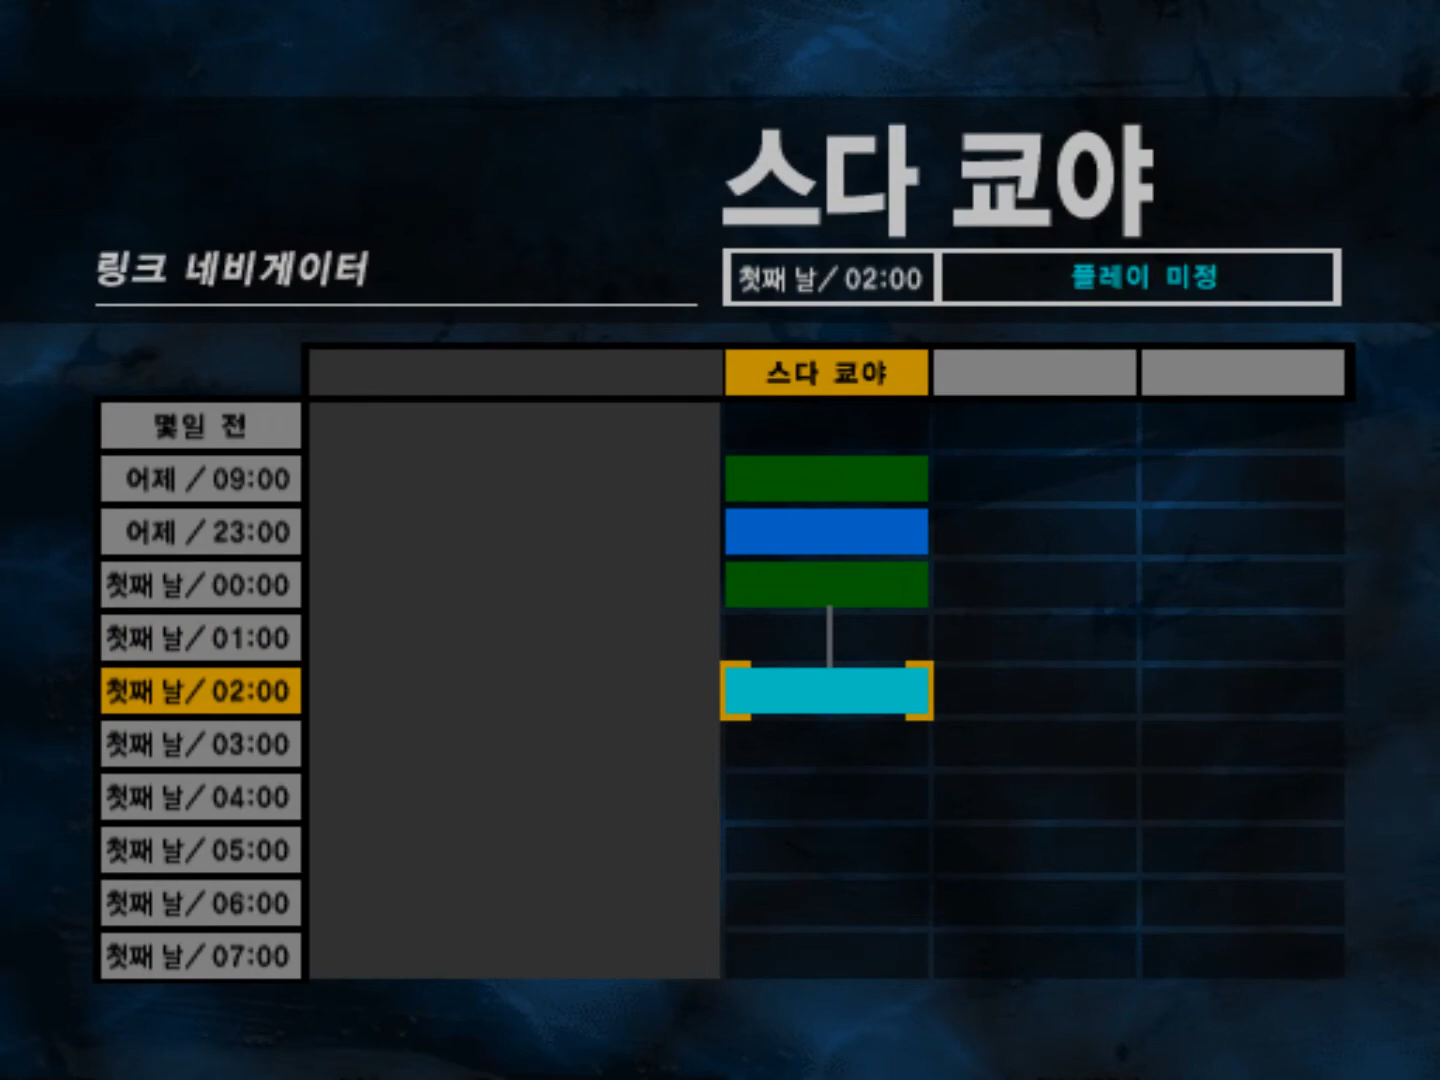 스다 쿄야
링크 네비게이터
첫째 날/02:00 플레이 미정
스다 쿄야
몇일 전
어제 /09:00
어제 /23:00
첫째 날/00:00
첫째 날/01:00
첫째 날/02:00
첫째 날/03:00
첫째 날/04:00
첫째 날/05:00
첫째 날/06:00
첫째 날/07:00